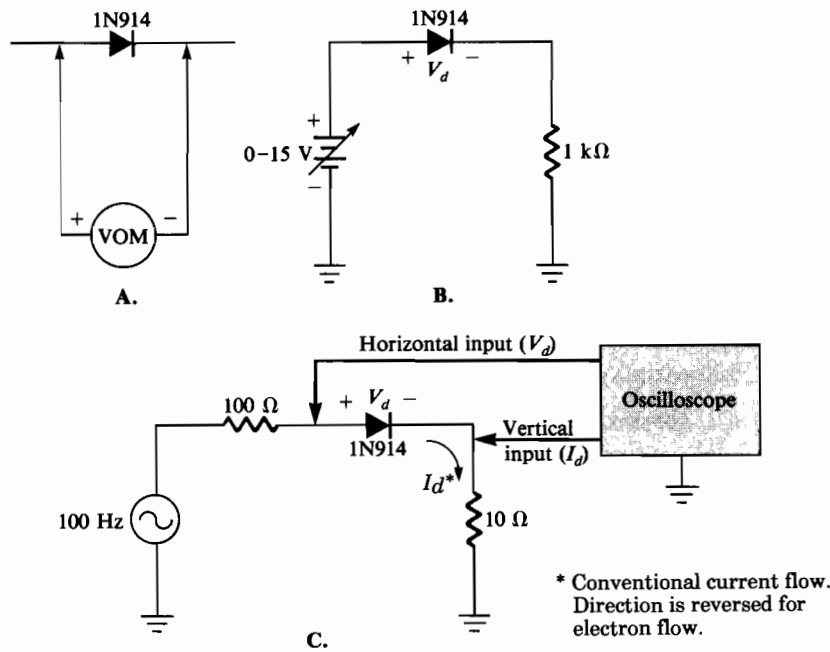 1N914
+
−
VOM
A.
1N914
+ V_d −
+
0–15 V
−
1 kΩ
B.
Horizontal input (V_d)
100 Ω
+ V_d −
1N914
I_d*
Vertical
input (I_d)
Oscilloscope
100 Hz
10 Ω
* Conventional current flow.
Direction is reversed for
electron flow.
C.